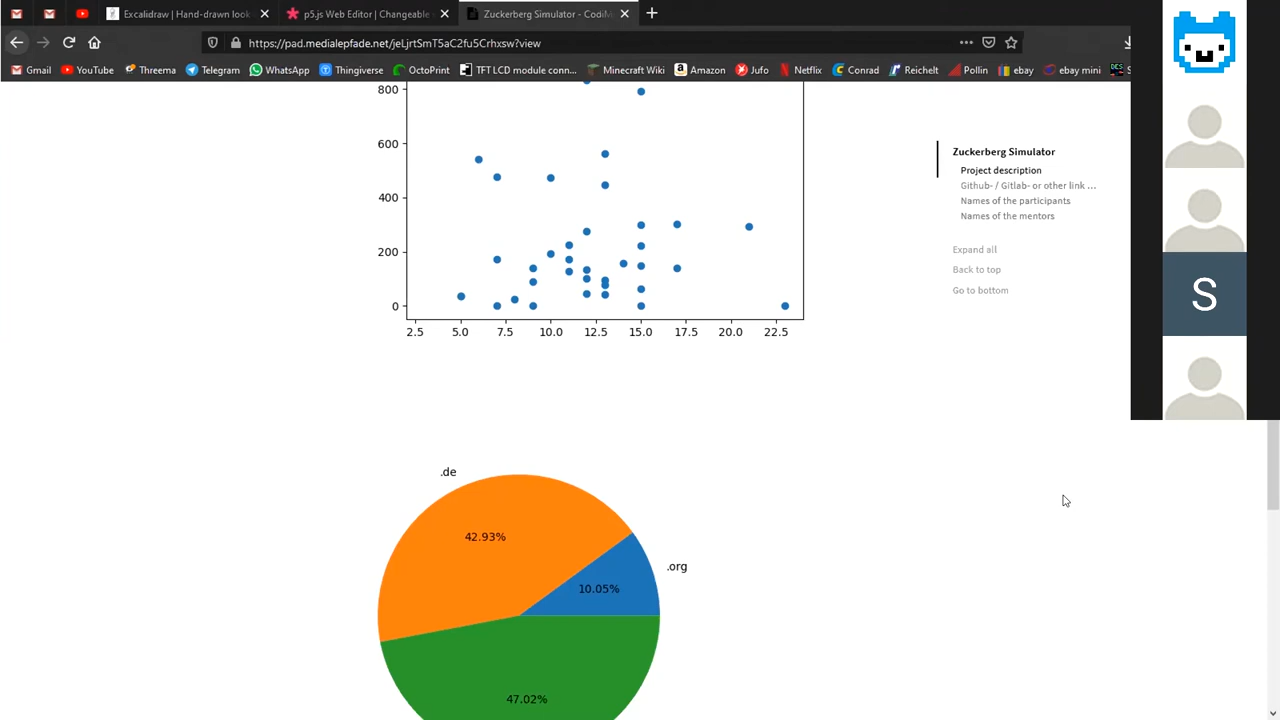 Excalidraw | Hand-drawn look
p5.js Web Editor | Changeable
Zuckerberg Simulator - CodiM
https://pad.medialepfade.net/jeLjrtSmT5aC2fu5Crhxsw?view
Gmail
YouTube
Threema
Telegram
WhatsApp
Thingiverse
OctoPrint
TFT LCD module conn...
Minecraft Wiki
Amazon
Jufo
Netflix
Conrad
Reichelt
Pollin
ebay
ebay mini
DES
800
600
400
200
0
2.5 5.0 7.5 10.0 12.5 15.0 17.5 20.0 22.5
Zuckerberg Simulator
Project description
Github- / Gitlab- or other link ...
Names of the participants
Names of the mentors
Expand all
Back to top
Go to bottom
S
.de
42.93%
.org
10.05%
47.02%